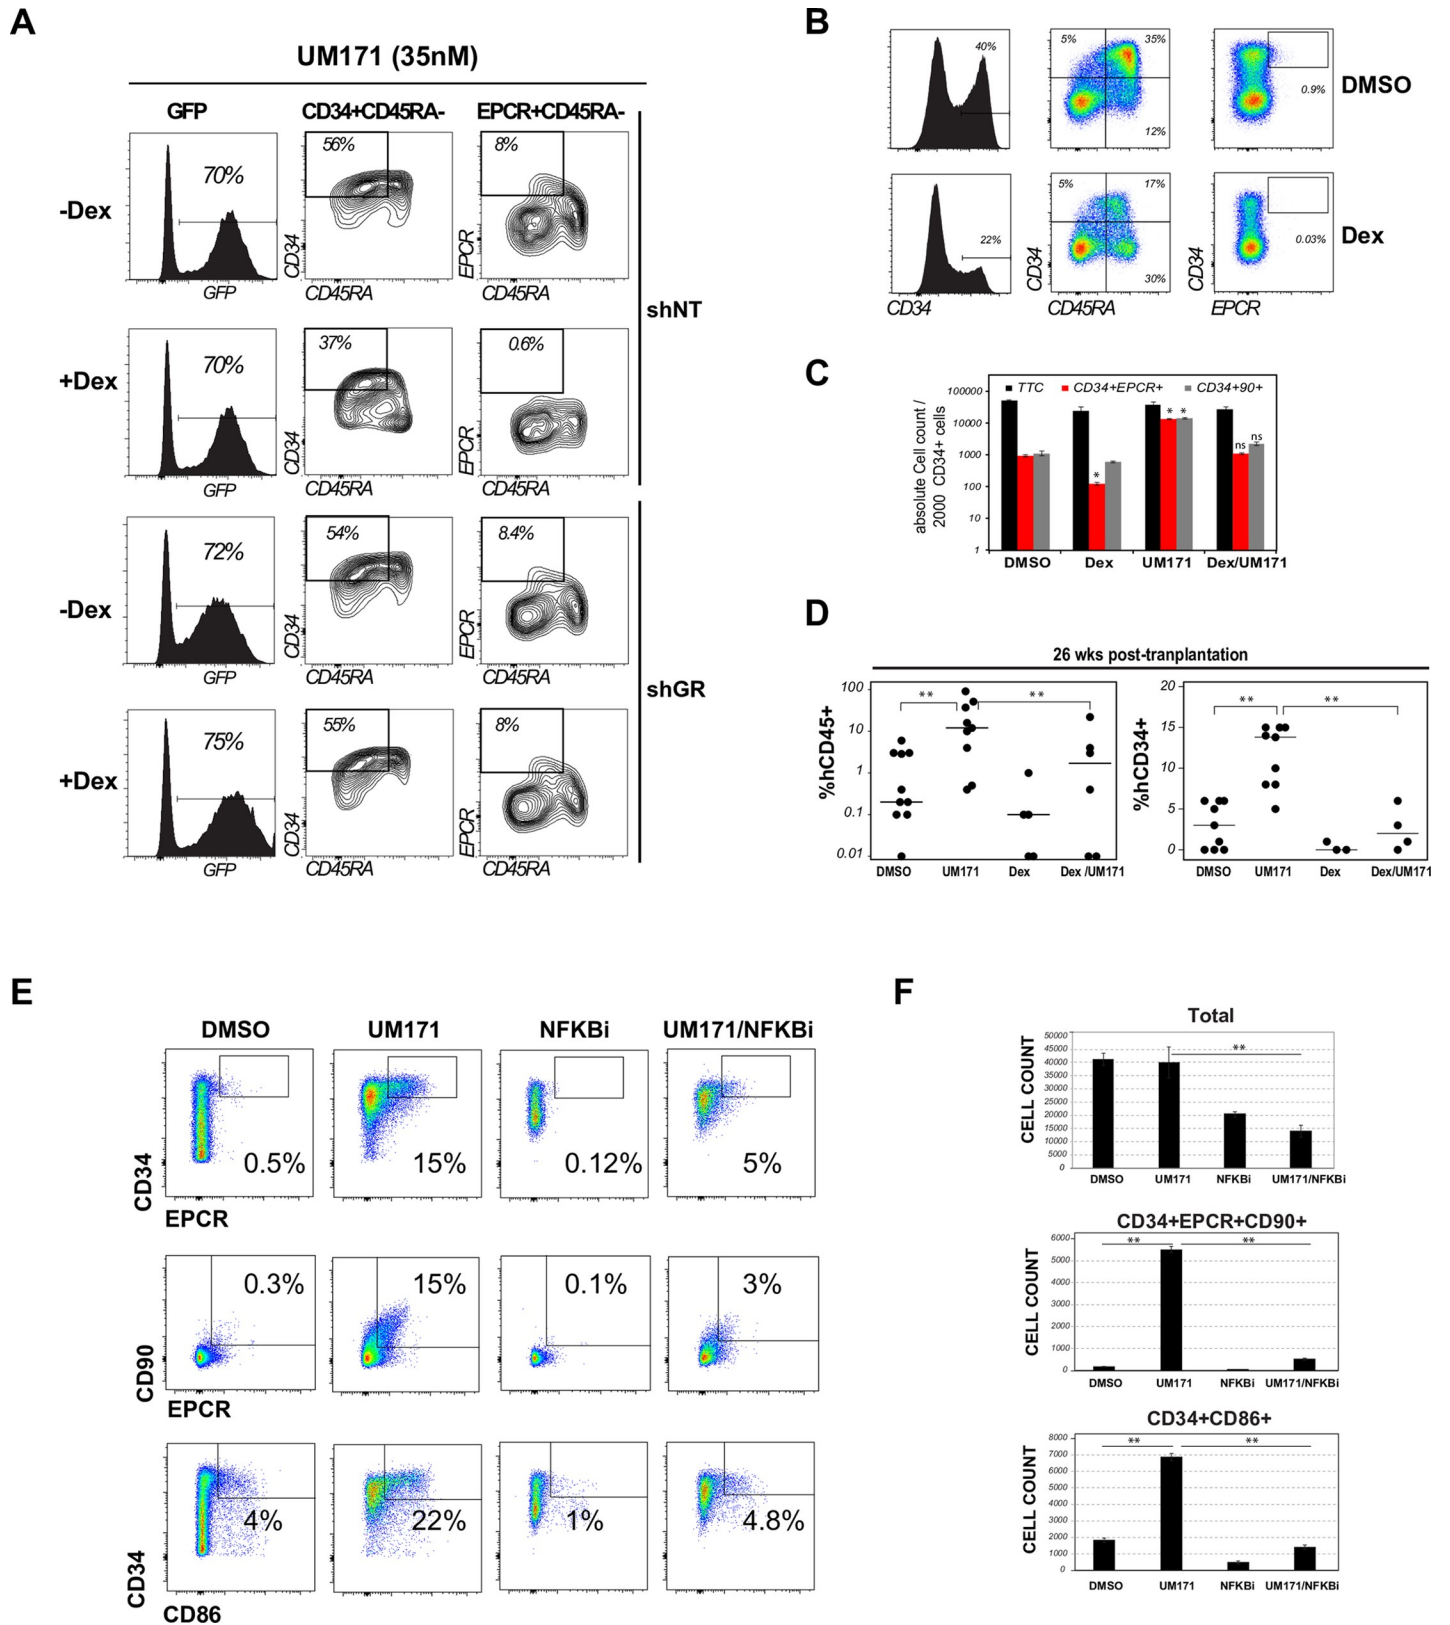 A
UM171 (35nM)
GFP CD34+CD45RA- EPCR+CD45RA-
-Dex
70%
56%
8%
GFP
CD34
CD45RA
EPCR
CD45RA
shNT
+Dex
70%
37%
0.6%
GFP
CD34
CD45RA
EPCR
CD45RA
-Dex
72%
54%
8.4%
GFP
CD34
CD45RA
EPCR
CD45RA
shGR
+Dex
75%
55%
8%
GFP
CD34
CD45RA
EPCR
CD45RA
B
40%
5% 35%
12%
0.9%
DMSO
22%
5% 17%
30%
0.03%
Dex
CD34
CD34
CD45RA
CD34
EPCR
C
TTC CD34+EPCR+ CD34+90+
absolute Cell count /
2000 CD34+ cells
100000
10000
1000
100
10
1
*
* *
ns ns
DMSO Dex UM171 Dex/UM171
D
26 wks post-tranplantation
%hCD45+
100
10
1
0.1
0.01
** **
DMSO UM171 Dex Dex /UM171
%hCD34+
20
15
10
5
0
** **
DMSO UM171 Dex Dex/UM171
E
DMSO UM171 NFKBi UM171/NFKBi
0.5% 15% 0.12% 5%
CD34
EPCR
0.3% 15% 0.1% 3%
CD90
EPCR
4% 22% 1% 4.8%
CD34
CD86
F
Total
CELL COUNT
50000
45000
40000
35000
30000
25000
20000
15000
10000
5000
0
**
DMSO UM171 NFKBi UM171/NFKBi
CD34+EPCR+CD90+
CELL COUNT
6000
5000
4000
3000
2000
1000
0
** **
DMSO UM171 NFKBi UM171/NFKBi
CD34+CD86+
CELL COUNT
8000
7000
6000
5000
4000
3000
2000
1000
0
** **
DMSO UM171 NFKBi UM171/NFKBi